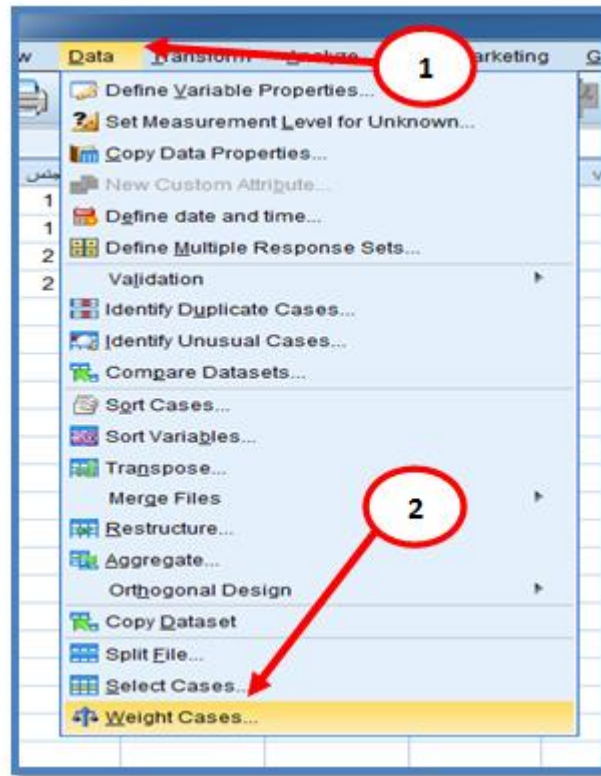 Data
1
arketing
Define Variable Properties...
Set Measurement Level for Unknown...
Copy Data Properties...
جنس
New Custom Attribute...
1
Define date and time...
1
Define Multiple Response Sets...
2
Validation
2
Identify Duplicate Cases...
Identify Unusual Cases...
Compare Datasets...
Sort Cases...
Sort Variables...
Transpose...
Merge Files
2
Restructure...
Aggregate...
Orthogonal Design
Copy Dataset
Split File...
Select Cases...
Weight Cases...